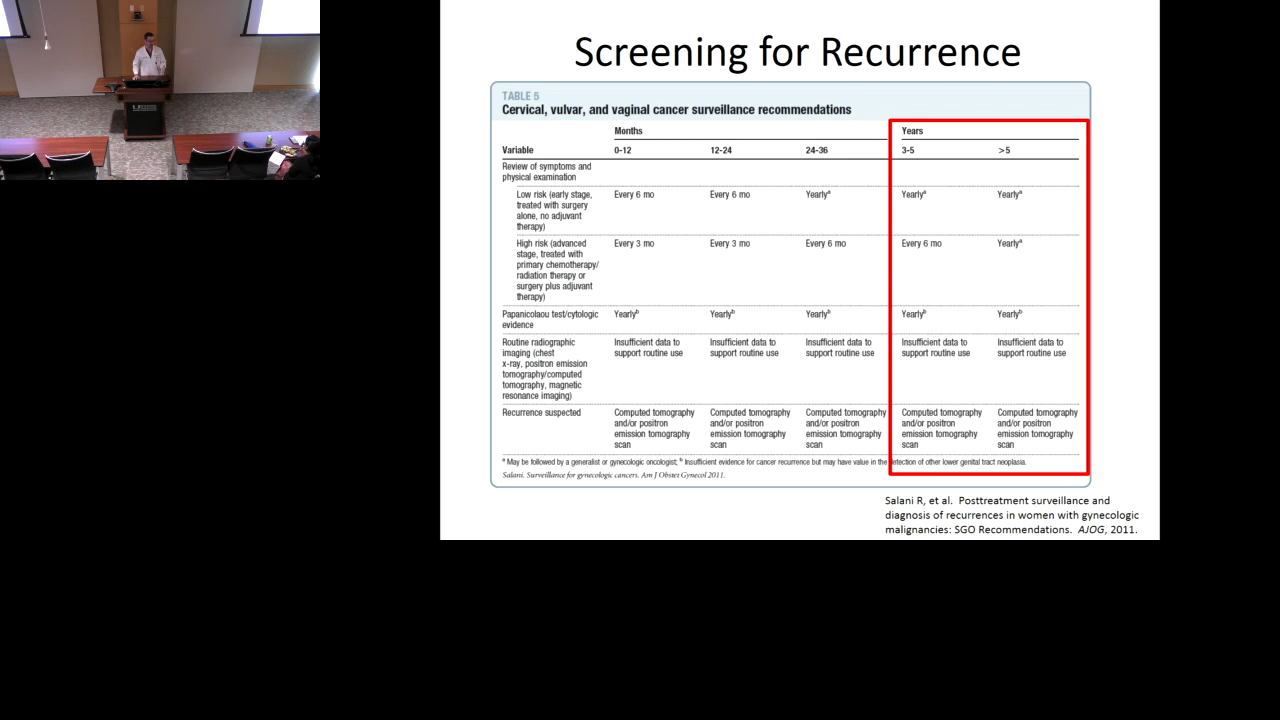 Screening for Recurrence
TABLE 5
Cervical, vulvar, and vaginal cancer surveillance recommendations
Months Years
Variable 0-12 12-24 24-36 3-5 >5
Review of symptoms and
physical examination
Low risk (early stage, Every 6 mo Every 6 mo Yearlyª Yearlyª Yearlyª
treated with surgery
alone, no adjuvant
therapy)
High risk (advanced Every 3 mo Every 3 mo Every 6 mo Every 6 mo Yearlyª
stage, treated with
primary chemotherapy/
radiation therapy or
surgery plus adjuvant
therapy)
Papanicolaou test/cytologic Yearlyᵇ Yearlyᵇ Yearlyᵇ Yearlyᵇ Yearlyᵇ
evidence
Routine radiographic Insufficient data to Insufficient data to Insufficient data to Insufficient data to Insufficient data to
imaging (chest support routine use support routine use support routine use support routine use support routine use
x-ray, positron emission
tomography/computed
tomography, magnetic
resonance imaging)
Recurrence suspected Computed tomography Computed tomography Computed tomography Computed tomography Computed tomography
and/or positron and/or positron and/or positron and/or positron and/or positron
emission tomography emission tomography emission tomography emission tomography emission tomography
scan scan scan scan scan
ª May be followed by a generalist or gynecologic oncologist; ᵇ Insufficient evidence for cancer recurrence but may have value in the detection of other lower genital tract neoplasia.
Salani. Surveillance for gynecologic cancers. Am J Obstet Gynecol 2011.
Salani R, et al. Posttreatment surveillance and
diagnosis of recurrences in women with gynecologic
malignancies: SGO Recommendations. AJOG, 2011.